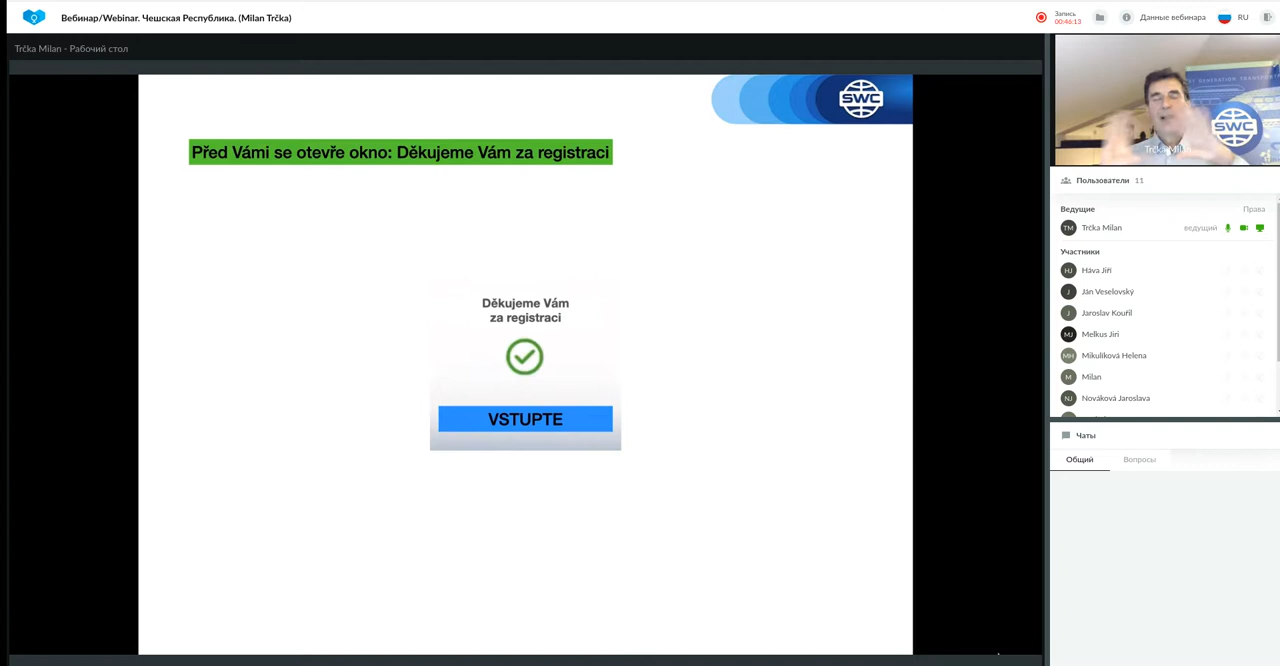 Вебинар/Webinar. Чешская Республика. (Milan Trčka)
Запись
00:46:13
Данные вебинара
RU
Trčka Milan - Рабочий стол
SWC
Před Vámi se otevře okno: Děkujeme Vám za registraci
Děkujeme Vám
za registraci
VSTUPTE
SWC
Trčka Milan
Пользователи 11
Ведущие Права
TM Trčka Milan ведущий
Участники
HJ Háva Jiří
J Ján Veselovský
J Jaroslav Kouřil
MJ Melkus Jiri
MH Mikulíková Helena
M Milan
NJ Nováková Jaroslava
Чаты
Общий Вопросы